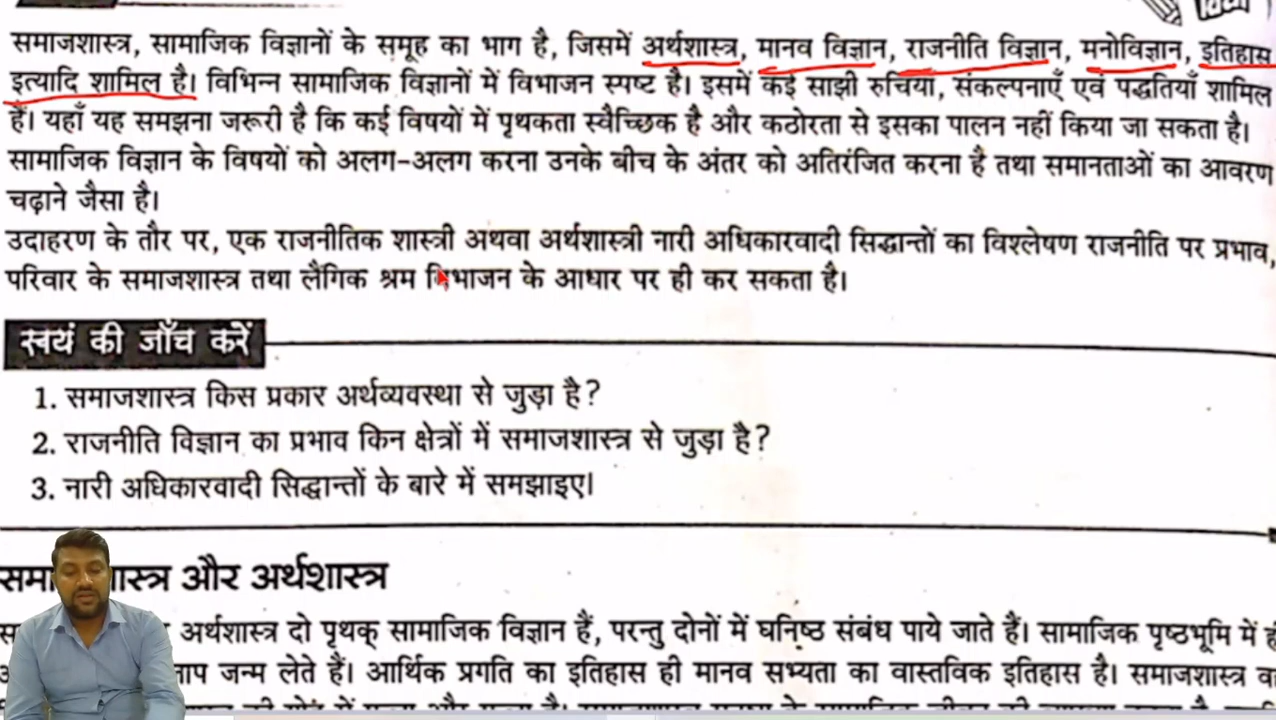 समाजशास्त्र, सामाजिक विज्ञानों के समूह का भाग है, जिसमें अर्थशास्त्र, मानव विज्ञान, राजनीति विज्ञान, मनोविज्ञान, इतिहास
इत्यादि शामिल है। विभिन्न सामाजिक विज्ञानों में विभाजन स्पष्ट है। इसमें कई साझी रुचियाँ, संकल्पनाएँ एवं पद्धतियाँ शामिल
हैं। यहाँ यह समझना जरूरी है कि कई विषयों में पृथकता स्वैच्छिक है और कठोरता से इसका पालन नहीं किया जा सकता है।
सामाजिक विज्ञान के विषयों को अलग-अलग करना उनके बीच के अंतर को अतिरंजित करना है तथा समानताओं का आवरण
चढ़ाने जैसा है।
उदाहरण के तौर पर, एक राजनीतिक शास्त्री अथवा अर्थशास्त्री नारी अधिकारवादी सिद्धान्तों का विश्लेषण राजनीति पर प्रभाव,
परिवार के समाजशास्त्र तथा लैंगिक श्रम विभाजन के आधार पर ही कर सकता है।
स्वयं की जाँच करें
1. समाजशास्त्र किस प्रकार अर्थव्यवस्था से जुड़ा है?
2. राजनीति विज्ञान का प्रभाव किन क्षेत्रों में समाजशास्त्र से जुड़ा है?
3. नारी अधिकारवादी सिद्धान्तों के बारे में समझाइए।
और अर्थशास्त्र
अर्थशास्त्र दो पृथक् सामाजिक विज्ञान हैं, परन्तु दोनों में घनिष्ठ संबंध पाये जाते हैं। सामाजिक पृष्ठभूमि में
जन्म लेते हैं। आर्थिक प्रगति का इतिहास ही मानव सभ्यता का वास्तविक इतिहास है। समाजशास्त्र